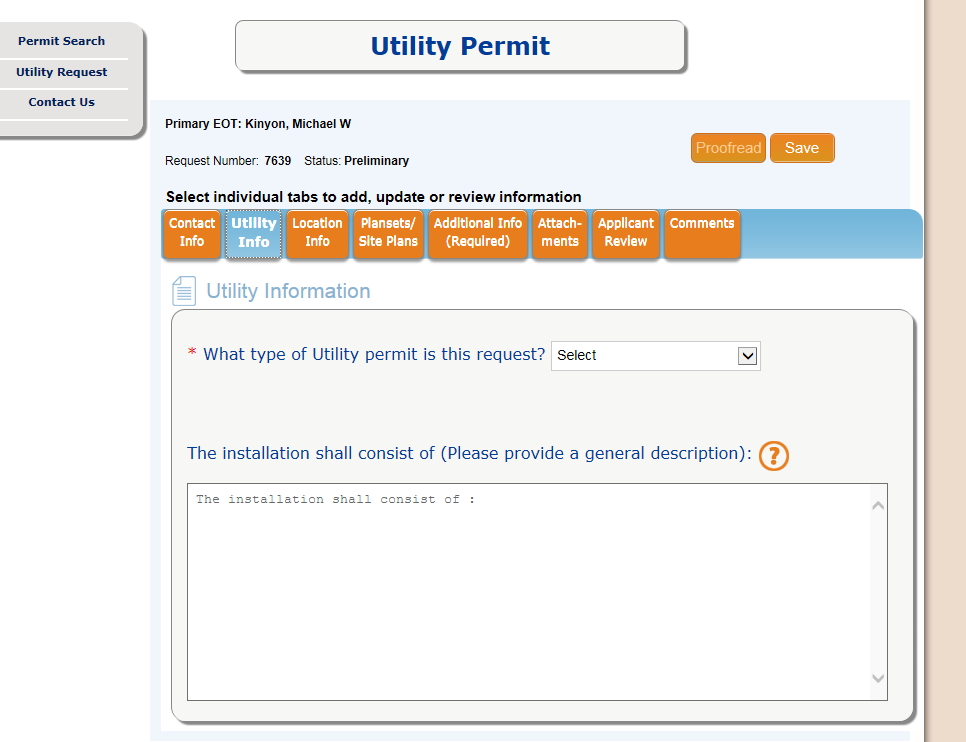 Permit Search
Utility Request
Contact Us
Utility Permit
Primary EOT: Kinyon, Michael W
Request Number: 7639 Status: Preliminary
Proofread
Save
Select individual tabs to add, update or review information
Contact
Info
Utility
Info
Location
Info
Plansets/
Site Plans
Additional Info
(Required)
Attach-
ments
Applicant
Review
Comments
Utility Information
* What type of Utility permit is this request? Select
The installation shall consist of (Please provide a general description): ?
The installation shall consist of :